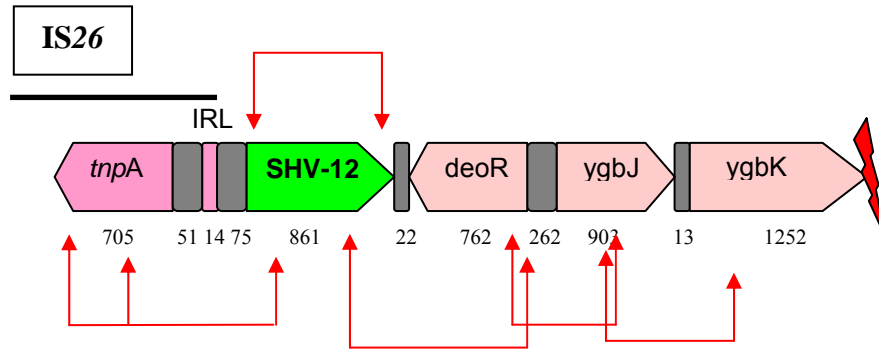 IS26
IRL
tnpA SHV-12 deoR ygbJ ygbK
705 51 14 75 861 22 762 262 903 13 1252